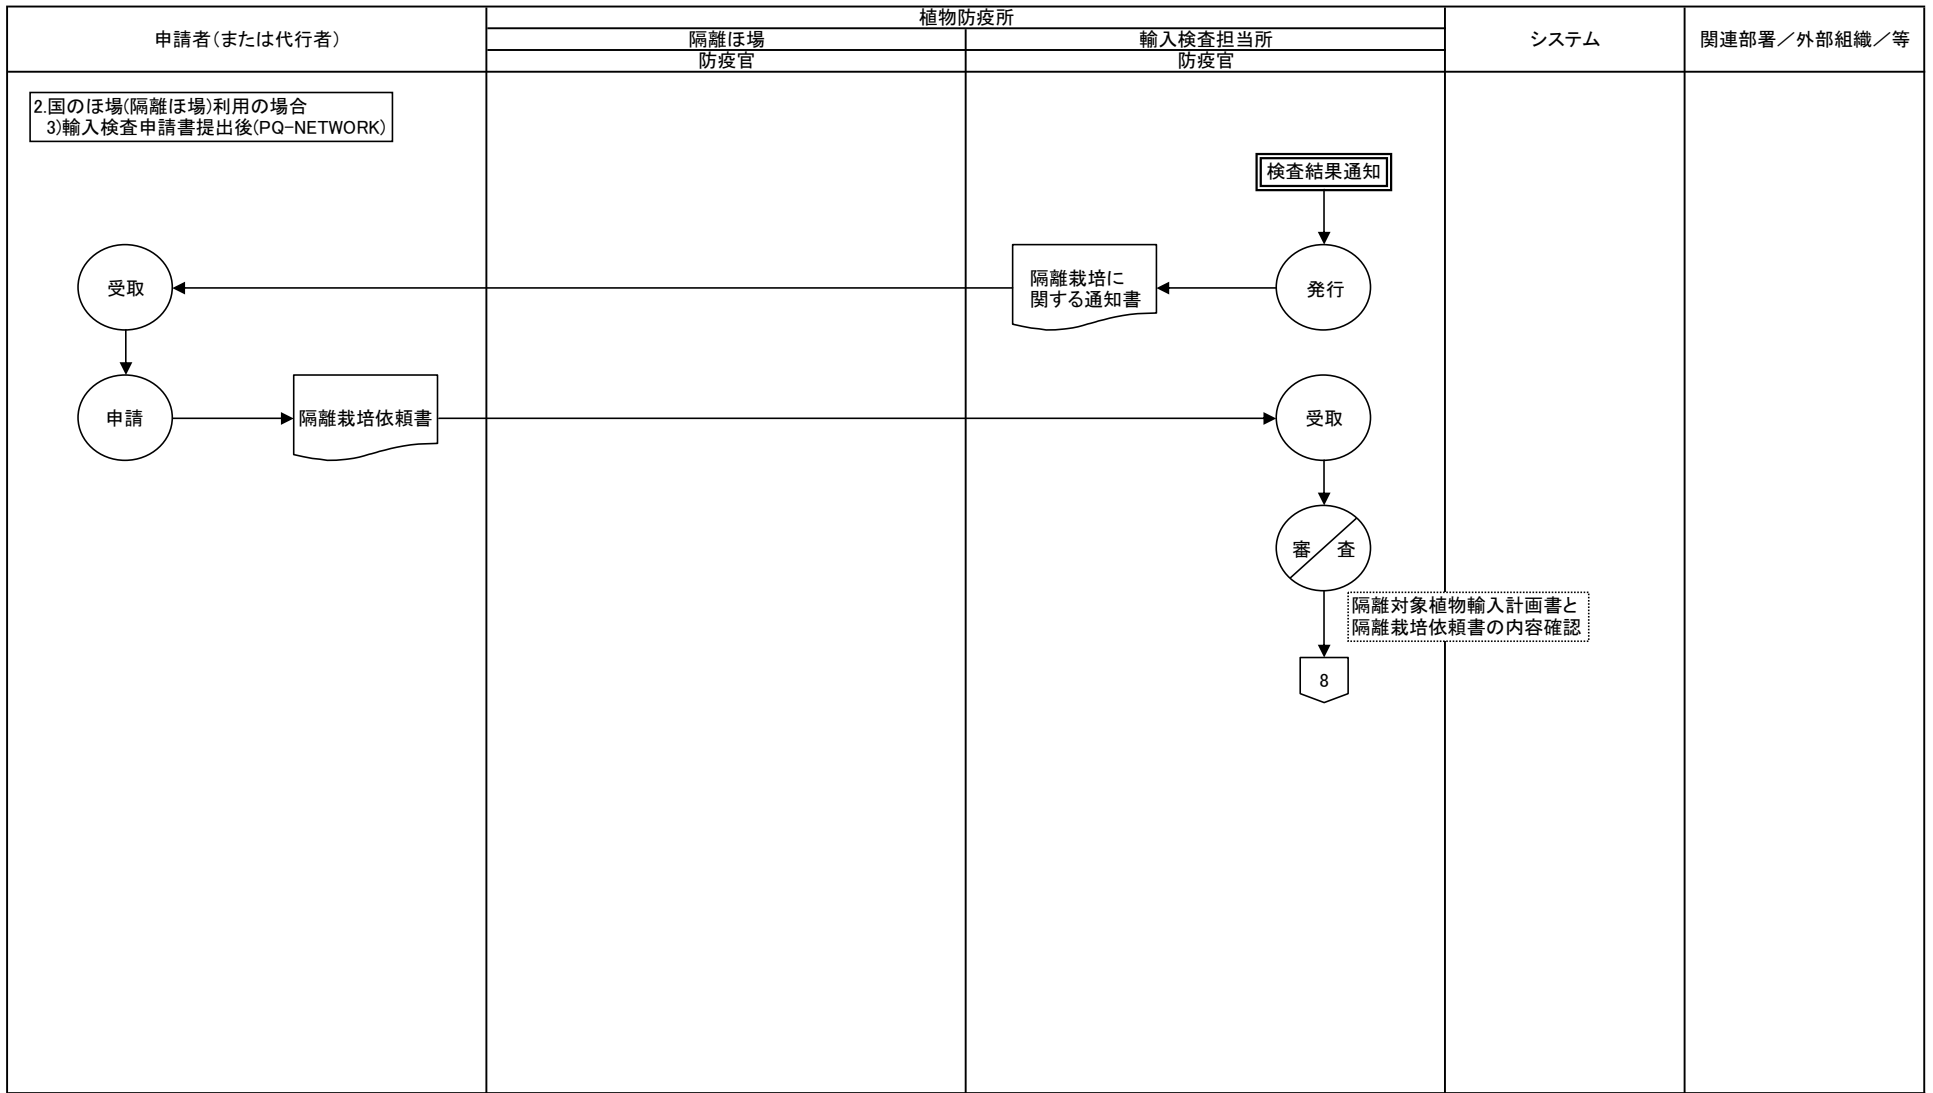 申請者(または代行者)
植物防疫所
隔離ほ場
防疫官
輸入検査担当所
防疫官
システム
関連部署/外部組織/等
2.国のほ場(隔離ほ場)利用の場合
3)輸入検査申請書提出後(PQ-NETWORK)
検査結果通知
受取
隔離栽培に
関する通知書
発行
申請
隔離栽培依頼書
受取
審 査
隔離対象植物輸入計画書と
隔離栽培依頼書の内容確認
8